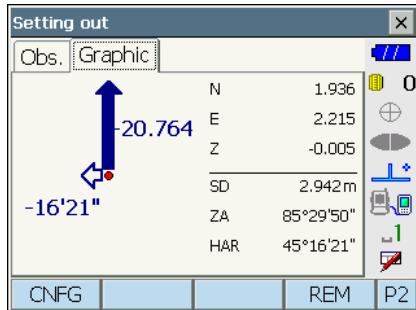 Setting out
Obs. Graphic
N 1.936 0
E 2.215
-20.764
Z -0.005
SD 2.942m
-16'21"
ZA 85°29'50"
1
HAR 45°16'21"
CNFG REM P2